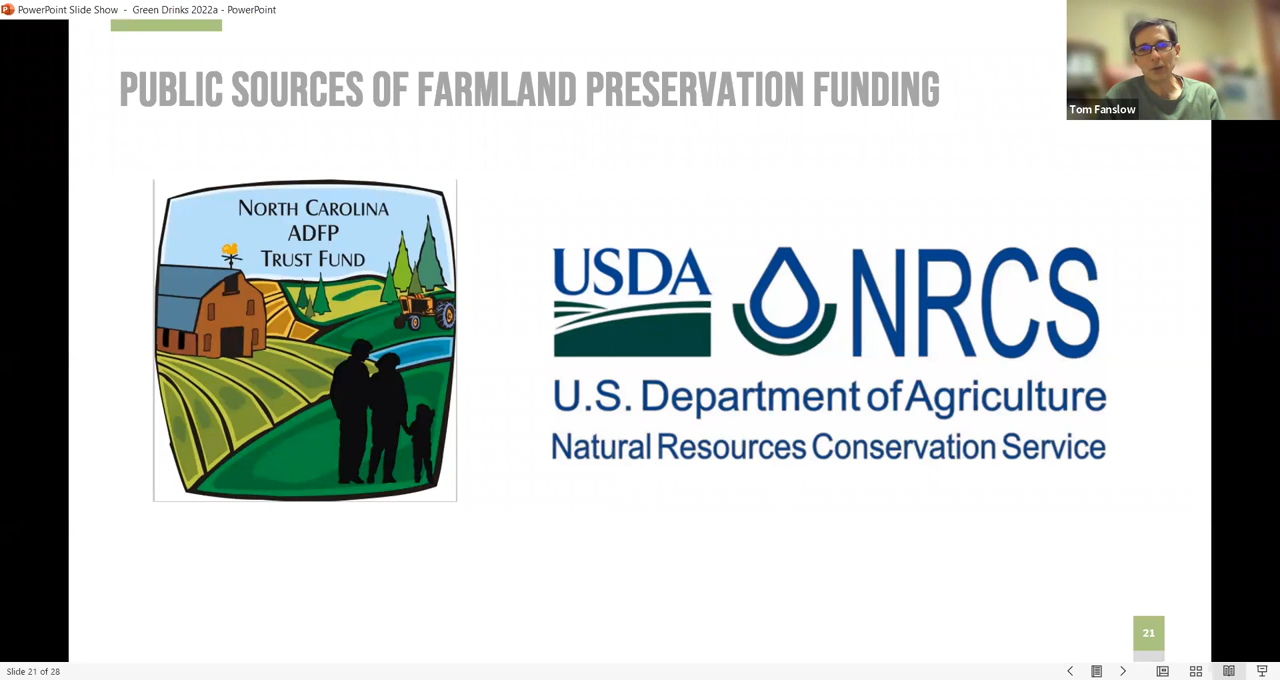 PowerPoint Slide Show - Green Drinks 2022a - PowerPoint
Tom Fanslow
PUBLIC SOURCES OF FARMLAND PRESERVATION FUNDING
NORTH CAROLINA
ADFP
TRUST FUND
USDA NRCS
U.S. Department of Agriculture
Natural Resources Conservation Service
21
Slide 21 of 28